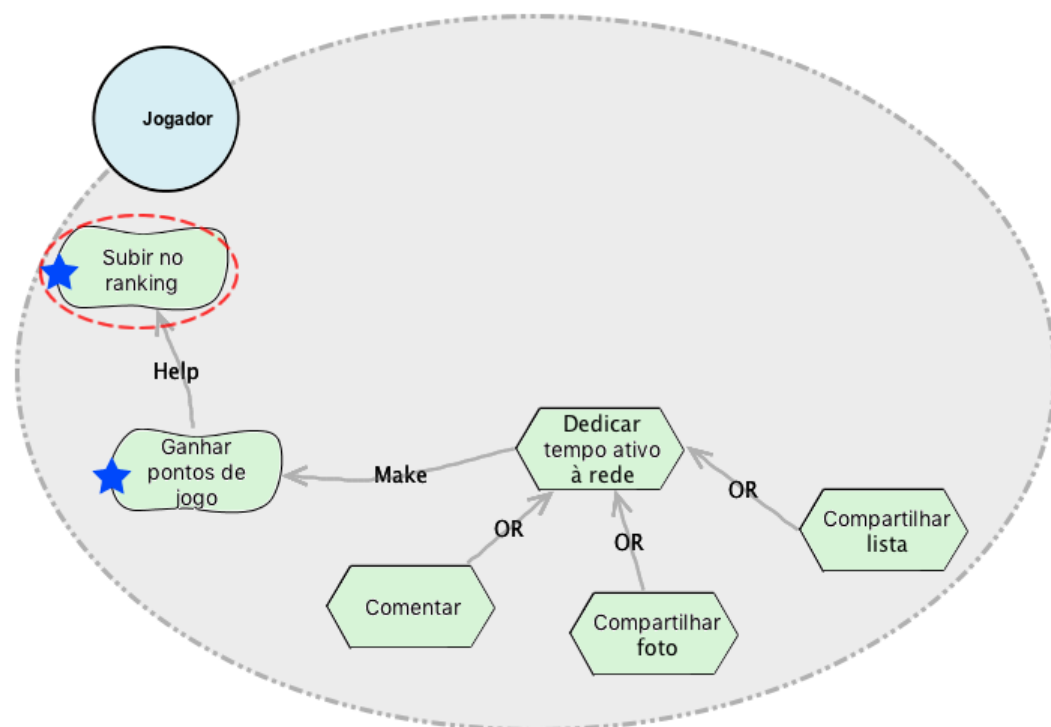 Jogador
Subir no
ranking
Help
Ganhar
pontos de
jogo
Make
Dedicar
tempo ativo
à rede
OR
OR
OR
Compartilhar
lista
Comentar
Compartilhar
foto